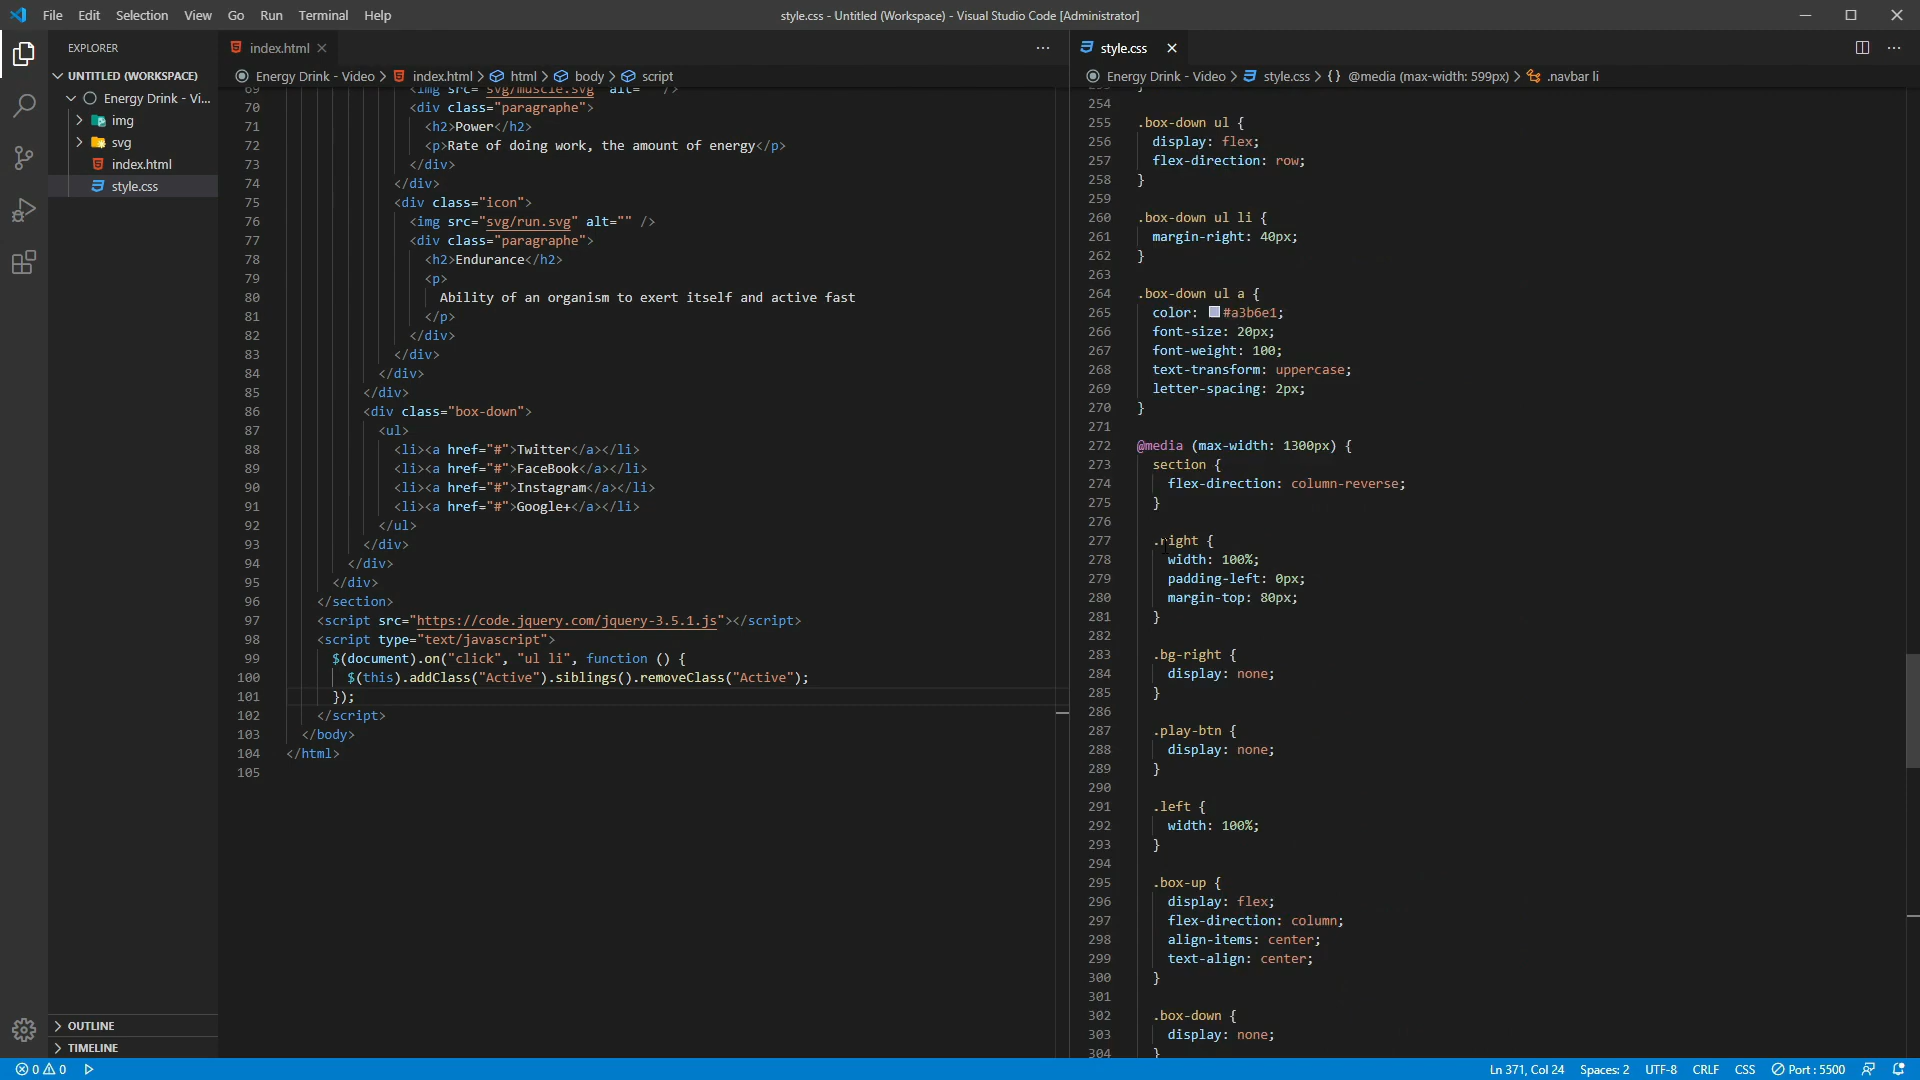 File Edit Selection View Go Run Terminal Help
style.css - Untitled (Workspace) - Visual Studio Code [Administrator]
EXPLORER
UNTITLED (WORKSPACE)
Energy Drink - Vi...
img
svg
index.html
style.css
OUTLINE
TIMELINE
index.html
Energy Drink - Video > index.html > html > body > script
69 <img src="svg/muscle.svg" alt="" />
70 <div class="paragraphe">
71 <h2>Power</h2>
72 <p>Rate of doing work, the amount of energy</p>
73 </div>
74 </div>
75 <div class="icon">
76 <img src="svg/run.svg" alt="" />
77 <div class="paragraphe">
78 <h2>Endurance</h2>
79 <p>
80 Ability of an organism to exert itself and active fast
81 </p>
82 </div>
83 </div>
84 </div>
85 </div>
86 <div class="box-down">
87 <ul>
88 <li><a href="#">Twitter</a></li>
89 <li><a href="#">FaceBook</a></li>
90 <li><a href="#">Instagram</a></li>
91 <li><a href="#">Google+</a></li>
92 </ul>
93 </div>
94 </div>
95 </div>
96 </section>
97 <script src="https://code.jquery.com/jquery-3.5.1.js"></script>
98 <script type="text/javascript">
99 $(document).on("click", "ul li", function () {
100 $(this).addClass("Active").siblings().removeClass("Active");
101 });
102 </script>
103 </body>
104 </html>
105
style.css
Energy Drink - Video > style.css > {} @media (max-width: 599px) > .navbar li
253 }
254
255 .box-down ul {
256 display: flex;
257 flex-direction: row;
258 }
259
260 .box-down ul li {
261 margin-right: 40px;
262 }
263
264 .box-down ul a {
265 color: #a3b6e1;
266 font-size: 20px;
267 font-weight: 100;
268 text-transform: uppercase;
269 letter-spacing: 2px;
270 }
271
272 @media (max-width: 1300px) {
273 section {
274 flex-direction: column-reverse;
275 }
276
277 .right {
278 width: 100%;
279 padding-left: 0px;
280 margin-top: 80px;
281 }
282
283 .bg-right {
284 display: none;
285 }
286
287 .play-btn {
288 display: none;
289 }
290
291 .left {
292 width: 100%;
293 }
294
295 .box-up {
296 display: flex;
297 flex-direction: column;
298 align-items: center;
299 text-align: center;
300 }
301
302 .box-down {
303 display: none;
304 }
0 0
Ln 371, Col 24 Spaces: 2 UTF-8 CRLF CSS Port : 5500